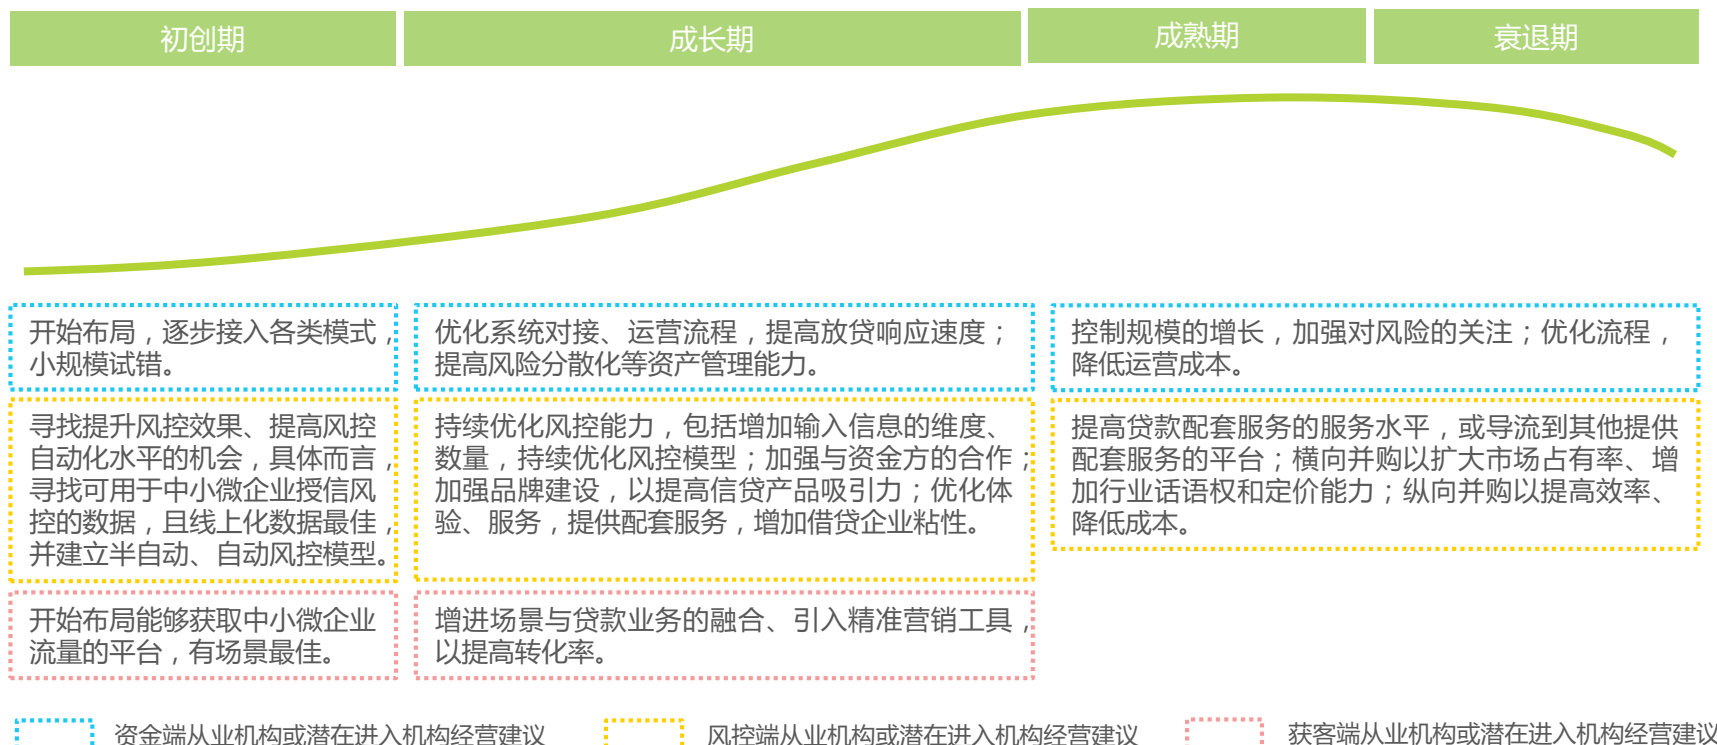 初创期
成长期
成熟期
衰退期
开始布局，逐步接入各类模式，
小规模试错。
优化系统对接、运营流程，提高放贷响应速度；
提高风险分散化等资产管理能力。
控制规模的增长，加强对风险的关注；优化流程，
降低运营成本。
寻找提升风控效果、提高风控
自动化水平的机会，具体而言，
寻找可用于中小微企业授信风
控的数据，且线上化数据最佳，
并建立半自动、自动风控模型。
持续优化风控能力，包括增加输入信息的维度、
数量，持续优化风控模型；加强与资金方的合作；
加强品牌建设，以提高信贷产品吸引力；优化体
验、服务，提供配套服务，增加借贷企业粘性。
提高贷款配套服务的服务水平，或导流到其他提供
配套服务的平台；横向并购以扩大市场占有率、增
加行业话语权和定价能力；纵向并购以提高效率、
降低成本。
开始布局能够获取中小微企业
流量的平台，有场景最佳。
增进场景与贷款业务的融合、引入精准营销工具，
以提高转化率。
资金端从业机构或潜在进入机构经营建议
风控端从业机构或潜在进入机构经营建议
获客端从业机构或潜在进入机构经营建议